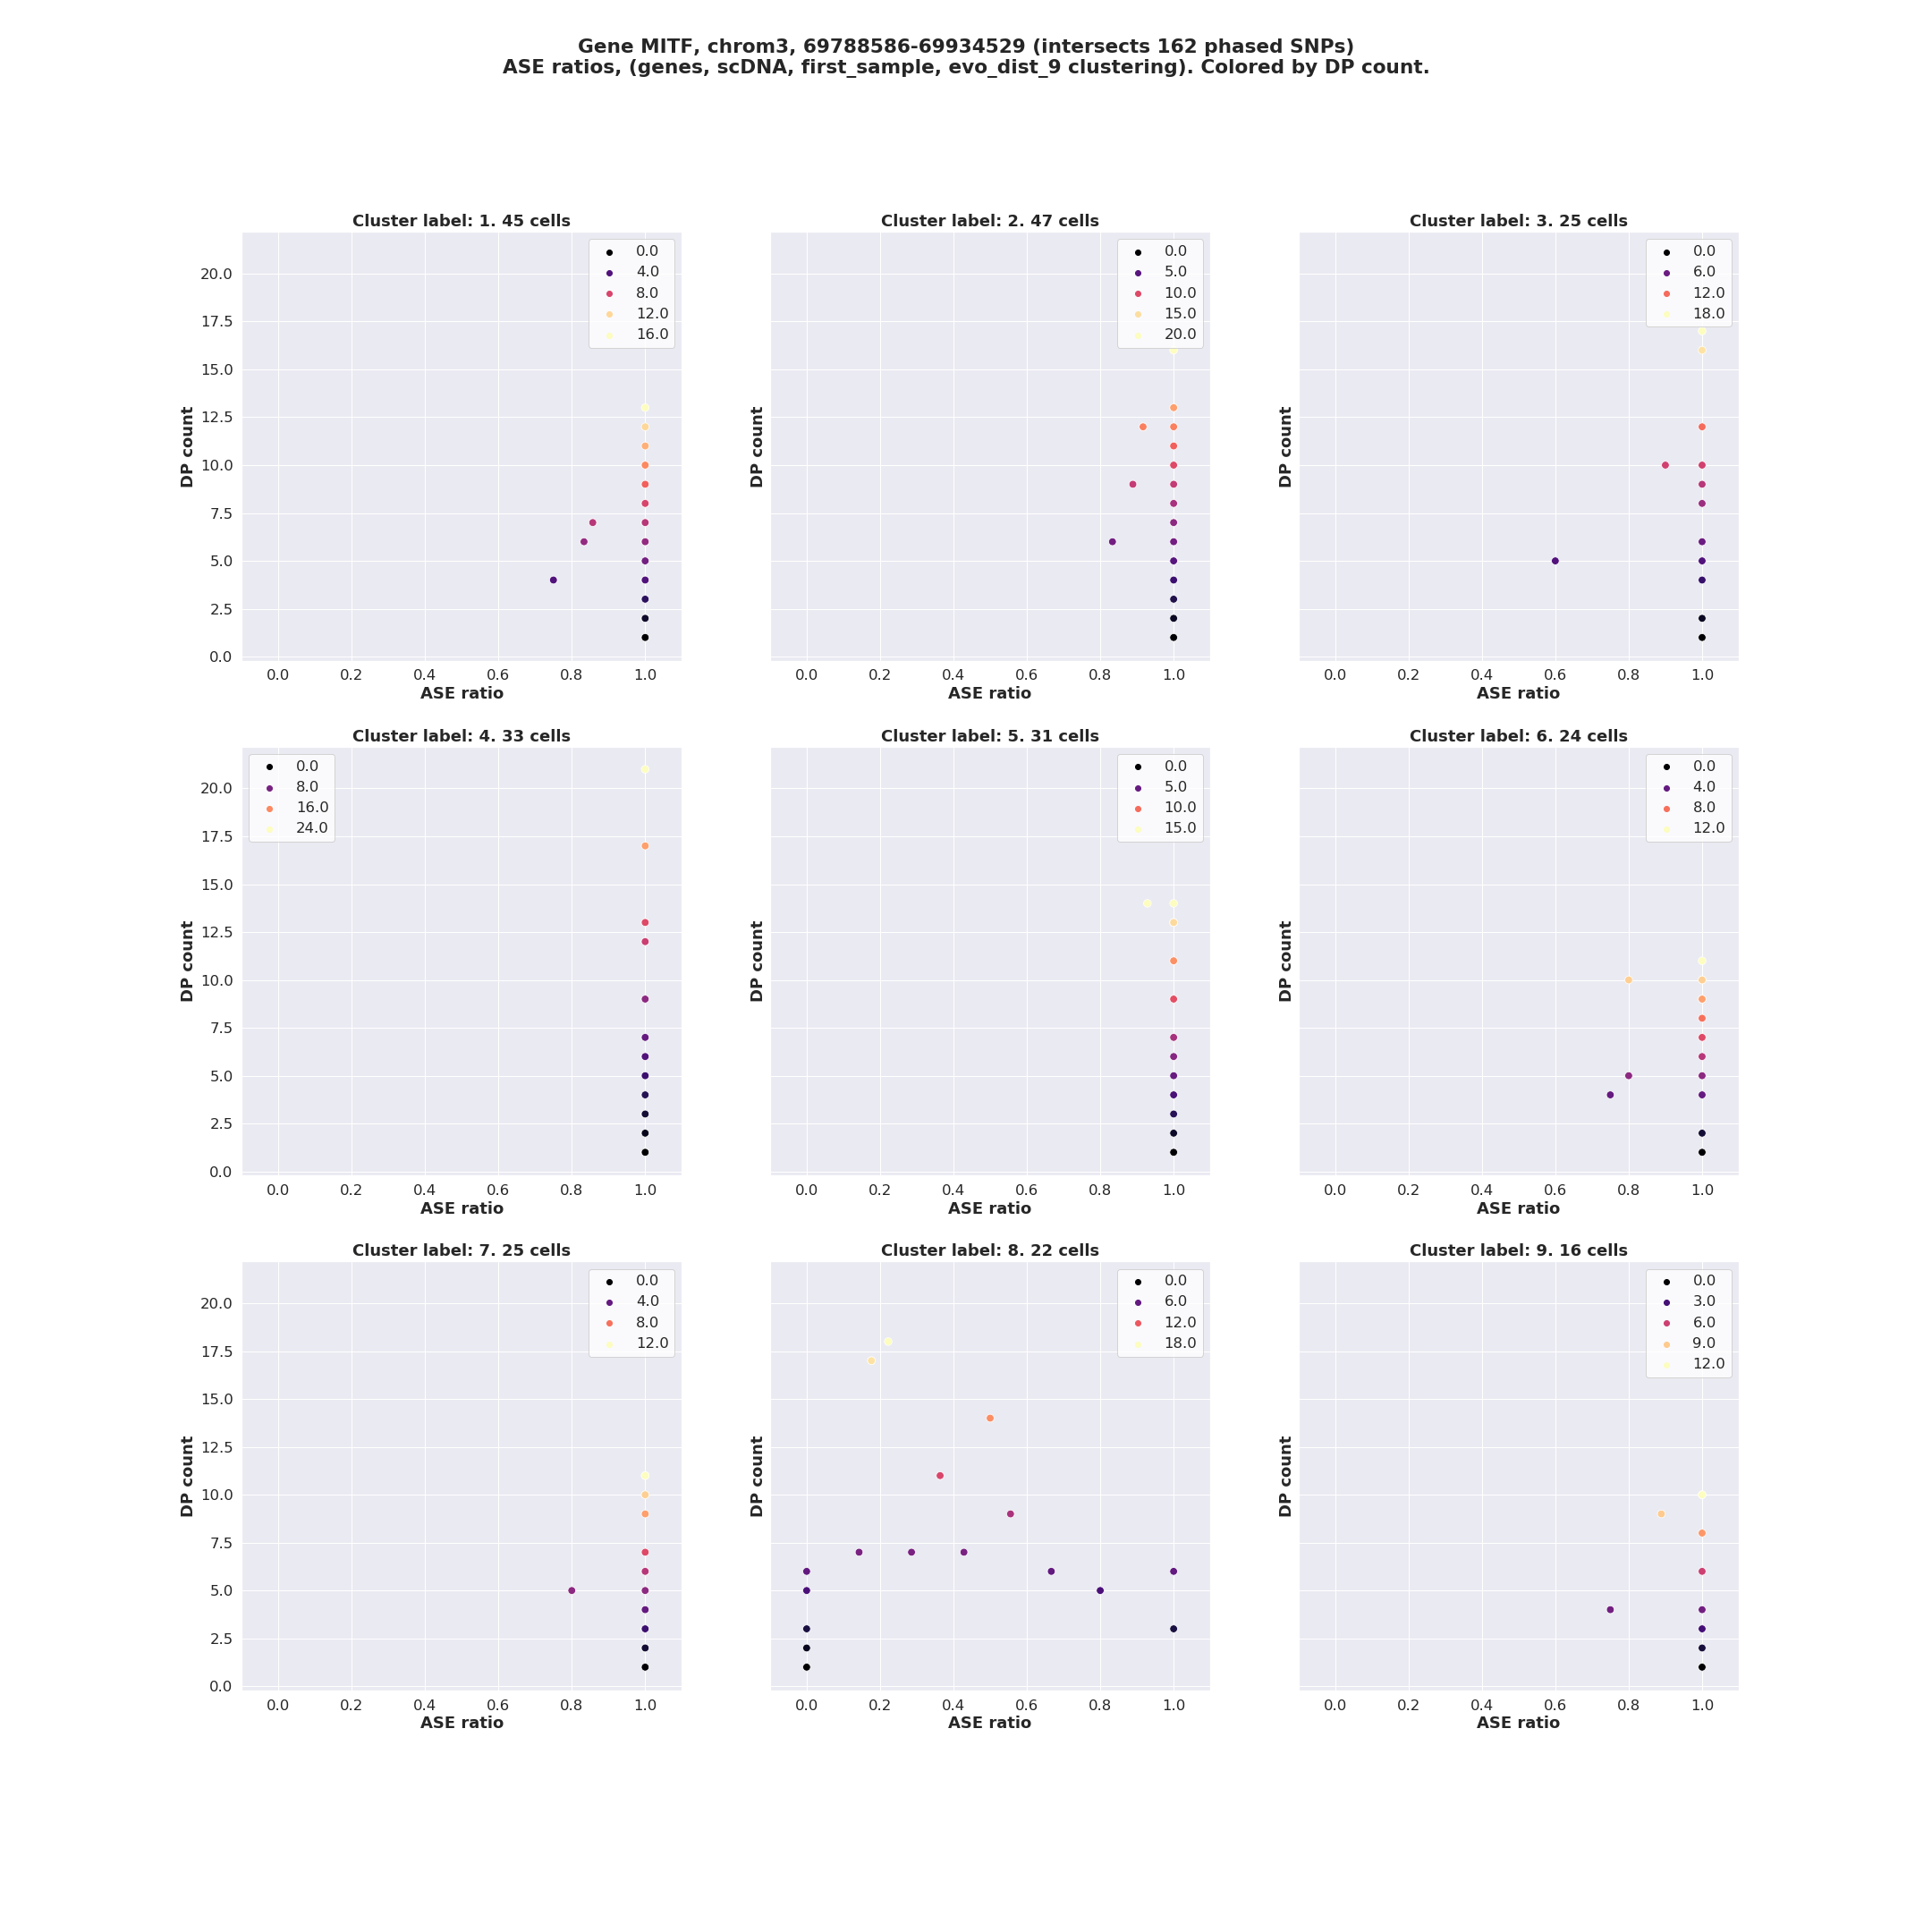 Gene MITF, chrom3, 69788586-69934529 (intersects 162 phased SNPs)
ASE ratios, (genes, scDNA, first_sample, evo_dist_9 clustering). Colored by DP count.
Cluster label: 1. 45 cells
0.0
4.0
8.0
12.0
16.0
20.0
17.5
15.0
12.5
10.0
7.5
5.0
2.5
0.0
DP count
0.0 0.2 0.4 0.6 0.8 1.0
ASE ratio
Cluster label: 2. 47 cells
0.0
5.0
10.0
15.0
20.0
DP count
0.0 0.2 0.4 0.6 0.8 1.0
ASE ratio
Cluster label: 3. 25 cells
0.0
6.0
12.0
18.0
DP count
0.0 0.2 0.4 0.6 0.8 1.0
ASE ratio
Cluster label: 4. 33 cells
0.0
8.0
16.0
24.0
20.0
17.5
15.0
12.5
10.0
7.5
5.0
2.5
0.0
DP count
0.0 0.2 0.4 0.6 0.8 1.0
ASE ratio
Cluster label: 5. 31 cells
0.0
5.0
10.0
15.0
DP count
0.0 0.2 0.4 0.6 0.8 1.0
ASE ratio
Cluster label: 6. 24 cells
0.0
4.0
8.0
12.0
DP count
0.0 0.2 0.4 0.6 0.8 1.0
ASE ratio
Cluster label: 7. 25 cells
0.0
4.0
8.0
12.0
20.0
17.5
15.0
12.5
10.0
7.5
5.0
2.5
0.0
DP count
0.0 0.2 0.4 0.6 0.8 1.0
ASE ratio
Cluster label: 8. 22 cells
0.0
6.0
12.0
18.0
DP count
0.0 0.2 0.4 0.6 0.8 1.0
ASE ratio
Cluster label: 9. 16 cells
0.0
3.0
6.0
9.0
12.0
DP count
0.0 0.2 0.4 0.6 0.8 1.0
ASE ratio